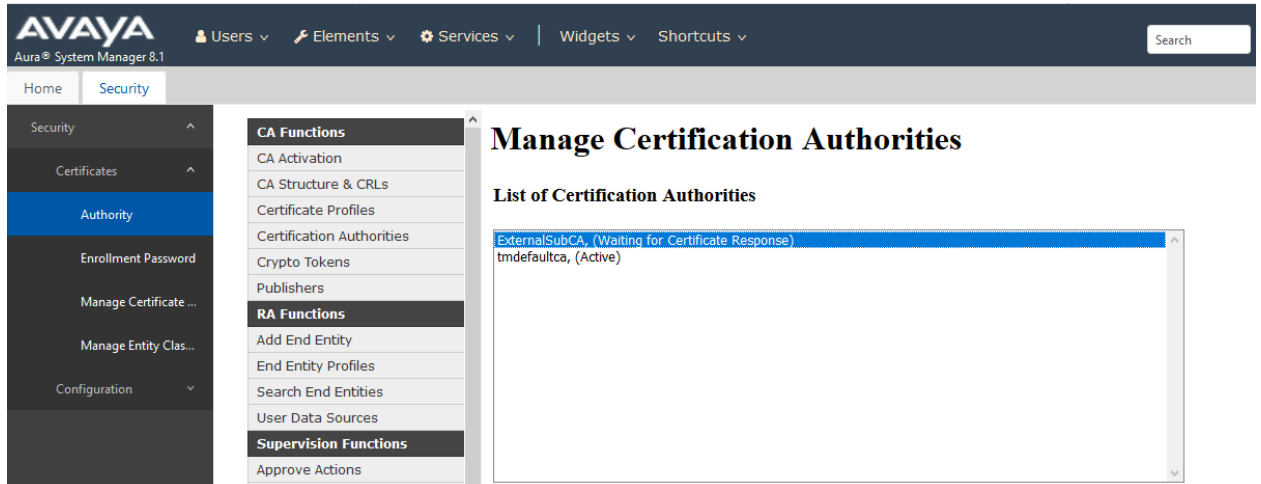 AVAYA
Aura® System Manager 8.1
Users
Elements
Services
Widgets
Shortcuts
Search
Home
Security
Security
Certificates
Authority
Enrollment Password
Manage Certificate ...
Manage Entity Clas...
Configuration
CA Functions
CA Activation
CA Structure & CRLs
Certificate Profiles
Certification Authorities
Crypto Tokens
Publishers
RA Functions
Add End Entity
End Entity Profiles
Search End Entities
User Data Sources
Supervision Functions
Approve Actions
Manage Certification Authorities
List of Certification Authorities
ExternalSubCA, (Waiting for Certificate Response)
tmdefaultca, (Active)